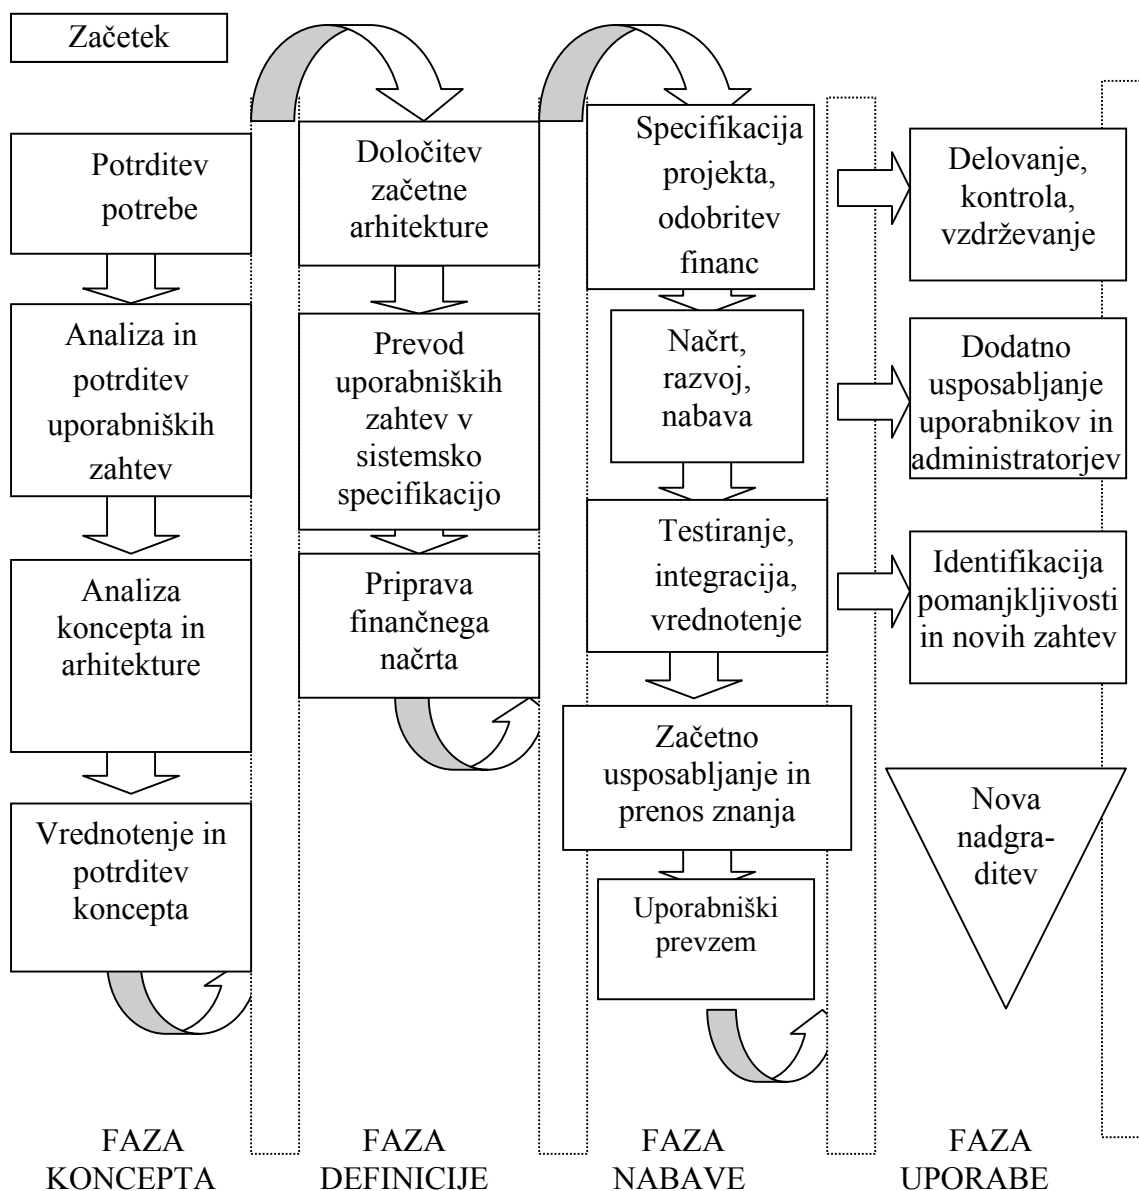 Začetek
Potrditev
potrebe
Analiza in
potrditev
uporabniških
zahtev
Analiza
koncepta in
arhitekture
Vrednotenje in
potrditev
koncepta
FAZA
KONCEPTA
Določitev
začetne
arhitekture
Prevod
uporabniških
zahtev v
sistemsko
specifikacijo
Priprava
finančnega
načrta
FAZA
DEFINICIJE
Specifikacija
projekta,
odobritev
financ
Načrt,
razvoj,
nabava
Testiranje,
integracija,
vrednotenje
Začetno
usposabljanje in
prenos znanja
Uporabniški
prevzem
FAZA
NABAVE
Delovanje,
kontrola,
vzdrževanje
Dodatno
usposabljanje
uporabnikov in
administratorjev
Identifikacija
pomanjkljivosti
in novih zahtev
Nova
nadgra-
ditev
FAZA
UPORABE